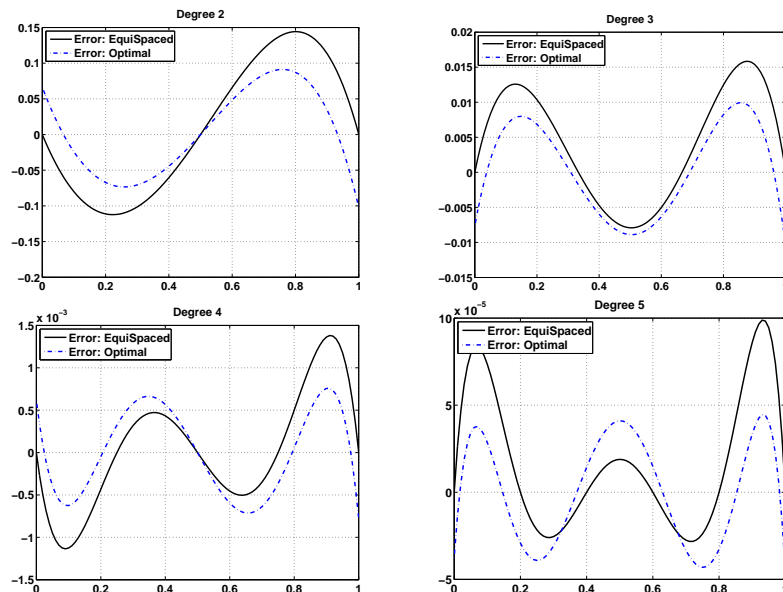 Degree 2
0.15
0.1
0.05
0
−0.05
−0.1
−0.15
−0.2
Error: EquiSpaced
Error: Optimal
0 0.2 0.4 0.6 0.8 1
Degree 3
0.02
0.015
0.01
0.005
0
−0.005
−0.01
−0.015
Error: EquiSpaced
Error: Optimal
0 0.2 0.4 0.6 0.8
x 10⁻³
Degree 4
1.5
1
0.5
0
−0.5
−1
−1.5
Error: EquiSpaced
Error: Optimal
0 0.2 0.4 0.6 0.8 1
x 10⁻⁵
Degree 5
10
5
0
−5
Error: EquiSpaced
Error: Optimal
0 0.2 0.4 0.6 0.8